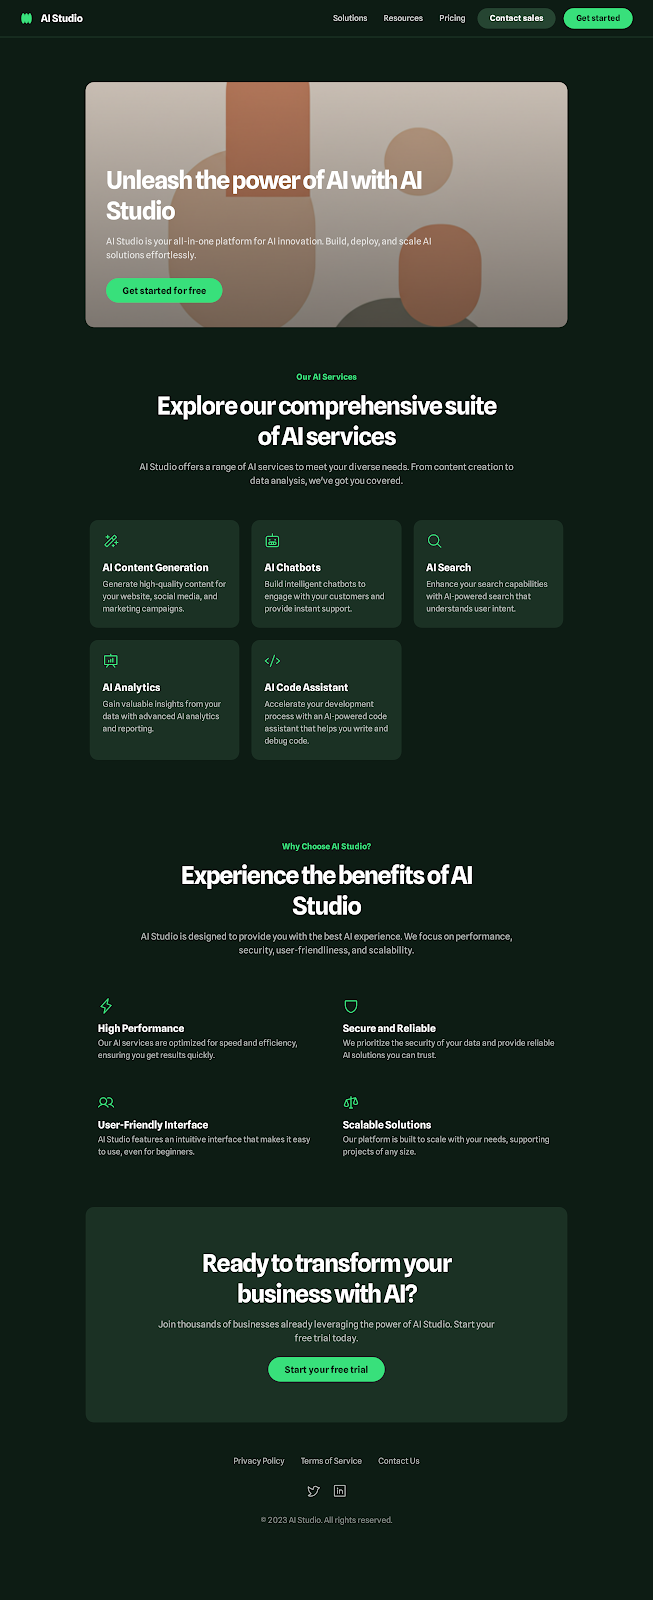 AI Studio
Solutions
Resources
Pricing
Contact sales
Get started
Unleash the power of AI with AI
Studio
AI Studio is your all-in-one platform for AI innovation. Build, deploy, and scale AI
solutions effortlessly.
Get started for free
Our AI Services
Explore our comprehensive suite
of AI services
AI Studio offers a range of AI services to meet your diverse needs. From content creation to
data analysis, we've got you covered.
AI Content Generation
Generate high-quality content for
your website, social media, and
marketing campaigns.
AI Chatbots
Build intelligent chatbots to
engage with your customers and
provide instant support.
AI Search
Enhance your search capabilities
with AI-powered search that
understands user intent.
AI Analytics
Gain valuable insights from your
data with advanced AI analytics
and reporting.
AI Code Assistant
Accelerate your development
process with an AI-powered code
assistant that helps you write and
debug code.
Why Choose AI Studio?
Experience the benefits of AI
Studio
AI Studio is designed to provide you with the best AI experience. We focus on performance,
security, user-friendliness, and scalability.
High Performance
Our AI services are optimized for speed and efficiency,
ensuring you get results quickly.
Secure and Reliable
We prioritize the security of your data and provide reliable
AI solutions you can trust.
User-Friendly Interface
AI Studio features an intuitive interface that makes it easy
to use, even for beginners.
Scalable Solutions
Our platform is built to scale with your needs, supporting
projects of any size.
Ready to transform your
business with AI?
Join thousands of businesses already leveraging the power of AI Studio. Start your
free trial today.
Start your free trial
Privacy Policy
Terms of Service
Contact Us
© 2023 AI Studio. All rights reserved.